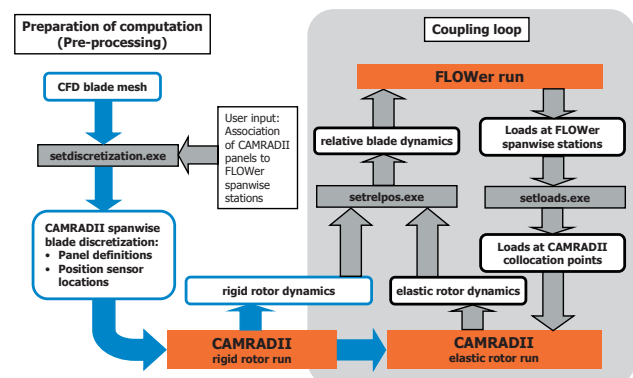 Preparation of computation
(Pre-processing)
Coupling loop
CFD blade mesh
FLOWer run
User input:
Association of
CAMRADII
panels to
FLOWer
spanwise
stations
setdiscretization.exe
relative blade dynamics
Loads at FLOWer
spanwise stations
setrelpos.exe
setloads.exe
CAMRADII spanwise
blade discretization:
• Panel definitions
• Position sensor
locations
Loads at CAMRADII
collocation points
rigid rotor dynamics
elastic rotor dynamics
CAMRADII
rigid rotor run
CAMRADII
elastic rotor run